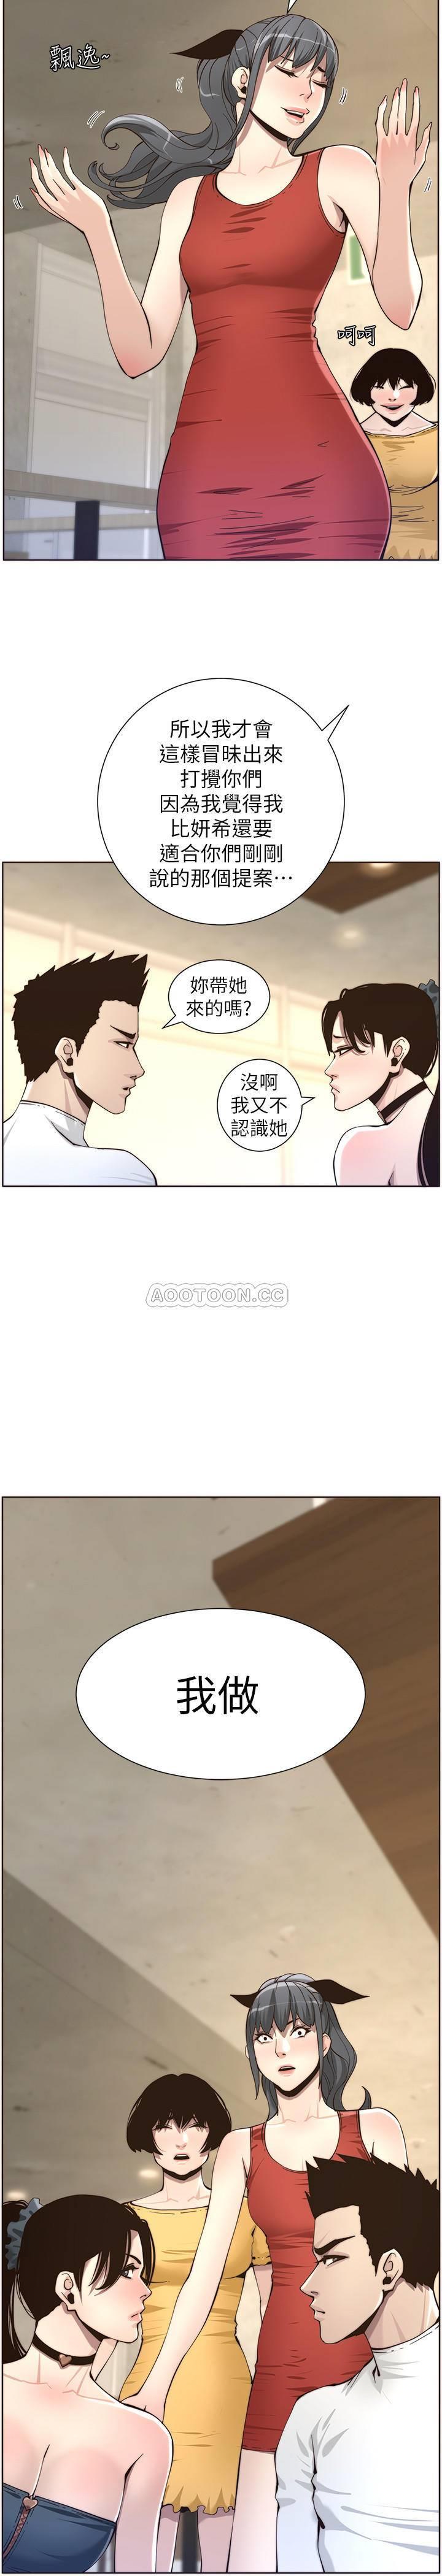 飄逸~
呵呵
所以我才會
這樣冒昧出來
打攪你們
因為我覺得我
比妍希還要
適合你們剛剛
說的那個提案…
妳帶她
來的嗎?
沒啊
我又不
認識她
AOOTOON.CC
我做